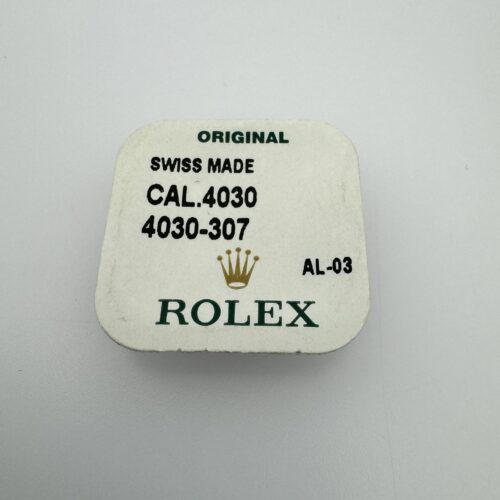 ORIGINAL
SWISS MADE
CAL.4030
4030-307
AL-03
ROLEX